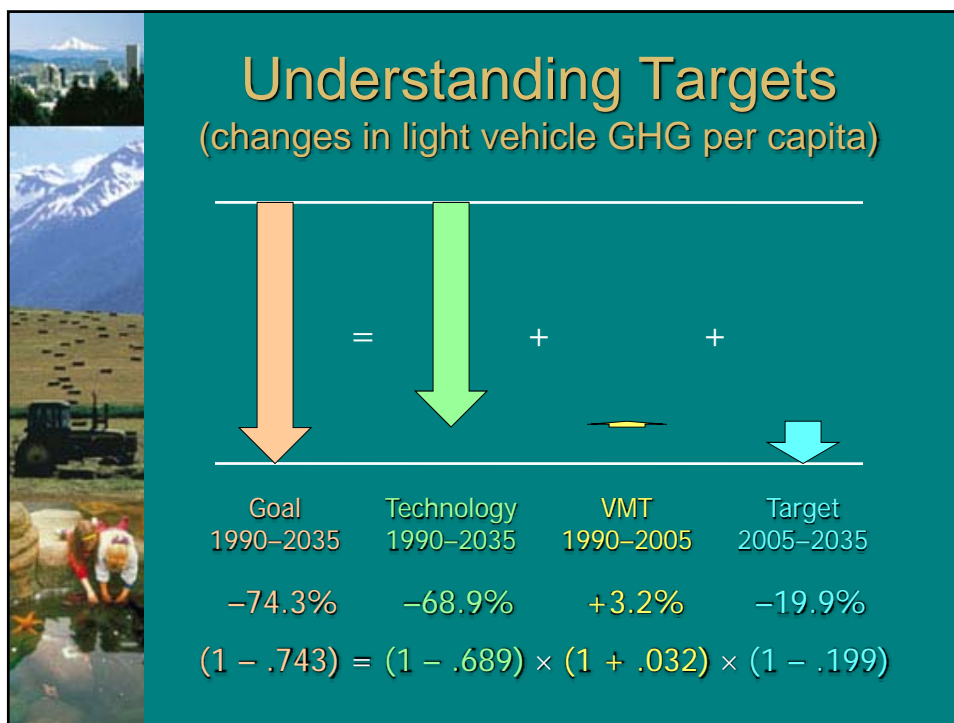 Understanding Targets
(changes in light vehicle GHG per capita)
= + +
Goal Technology VMT Target
1990–2035 1990–2035 1990–2005 2005–2035
–74.3% –68.9% +3.2% –19.9%
(1 – .743) = (1 – .689) × (1 + .032) × (1 – .199)